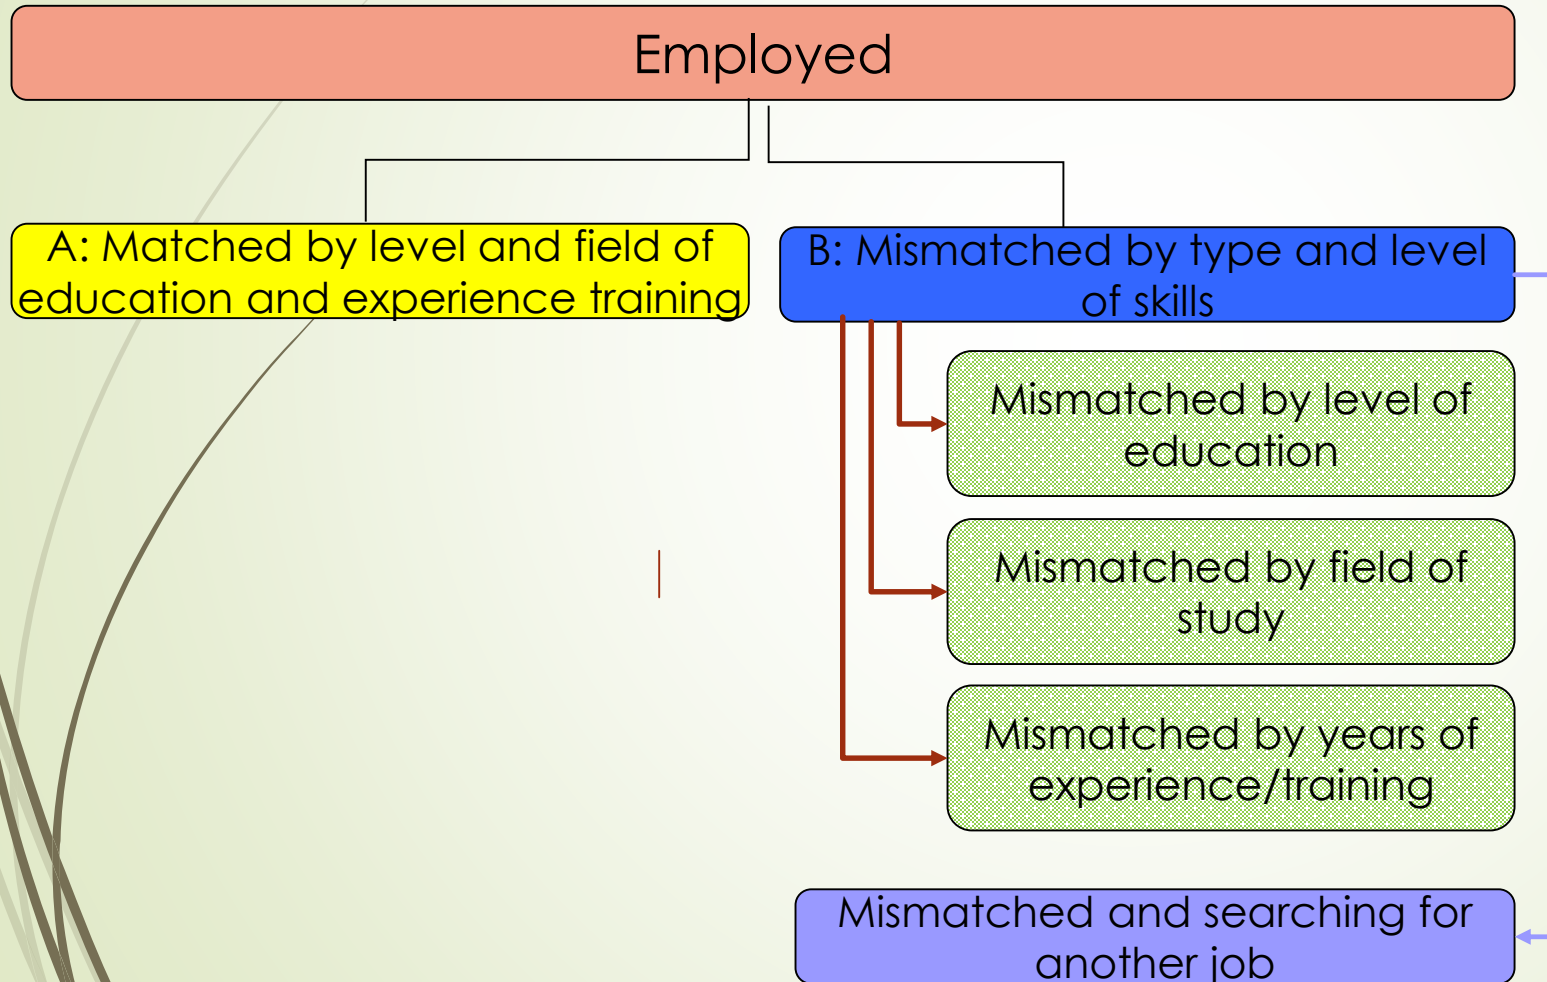 Employed
A: Matched by level and field of
education and experience training
B: Mismatched by type and level
of skills
Mismatched by level of
education
Mismatched by field of
study
Mismatched by years of
experience/training
Mismatched and searching for
another job